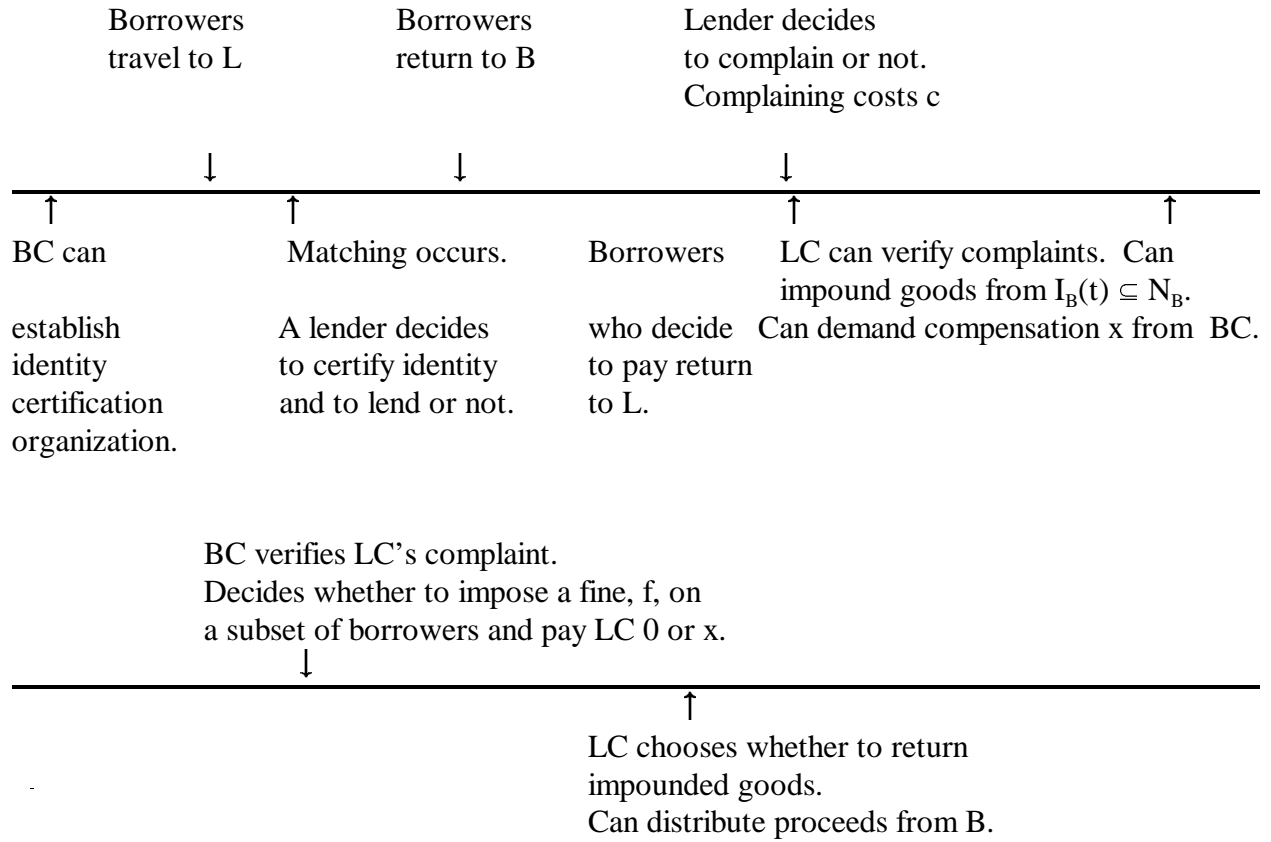 Borrowers
travel to L
Borrowers
return to B
Lender decides
to complain or not.
Complaining costs c
BC can
establish
identity
certification
organization.
Matching occurs.
A lender decides
to certify identity
and to lend or not.
Borrowers
who decide
to pay return
to L.
LC can verify complaints. Can
impound goods from I_B(t) ⊆ N_B.
Can demand compensation x from BC.
BC verifies LC’s complaint.
Decides whether to impose a fine, f, on
a subset of borrowers and pay LC 0 or x.
LC chooses whether to return
impounded goods.
Can distribute proceeds from B.